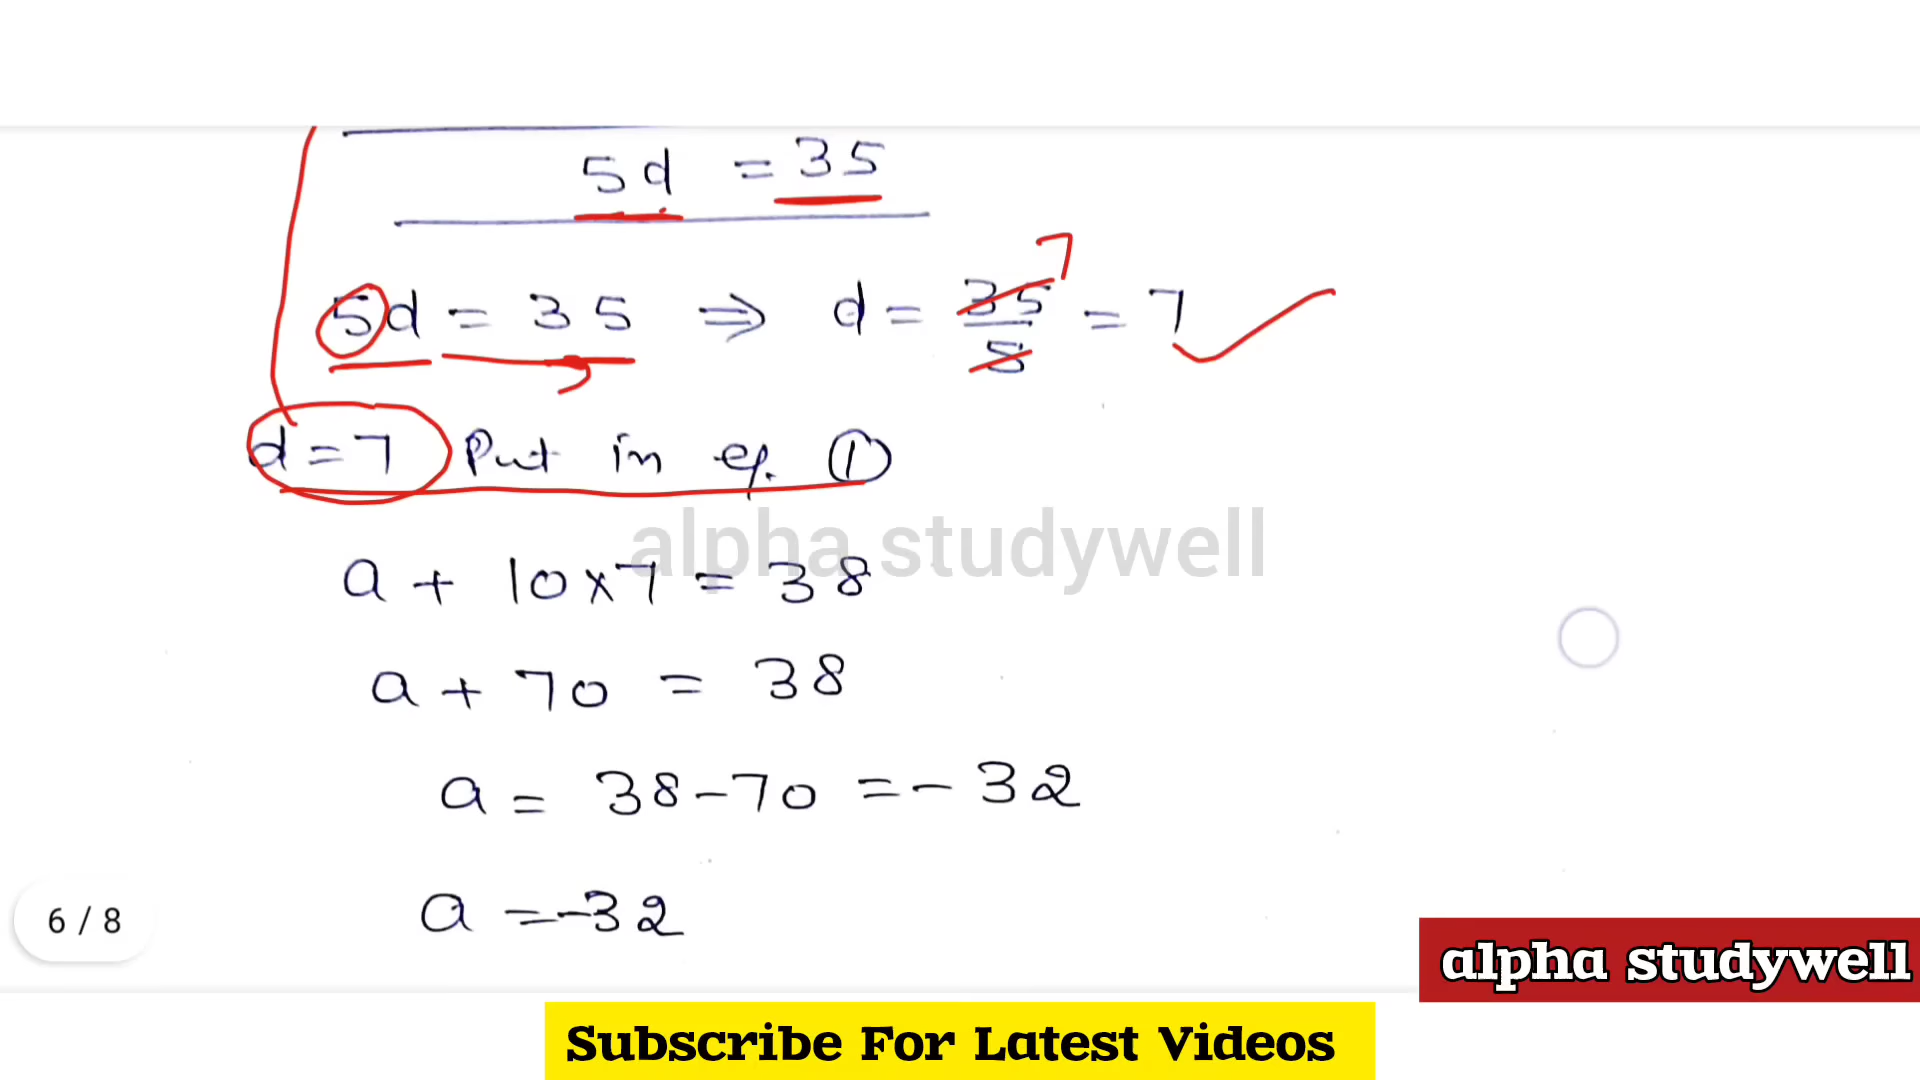 5d = 35
5d = 35 ⇒ d = 35/5 = 7
7
d = 7 Put in eq. ①
alpha studywell
a + 10 × 7 = 38
a + 70 = 38
a = 38 - 70 = - 32
a = -32
6 / 8
alpha studywell
Subscribe For Latest Videos